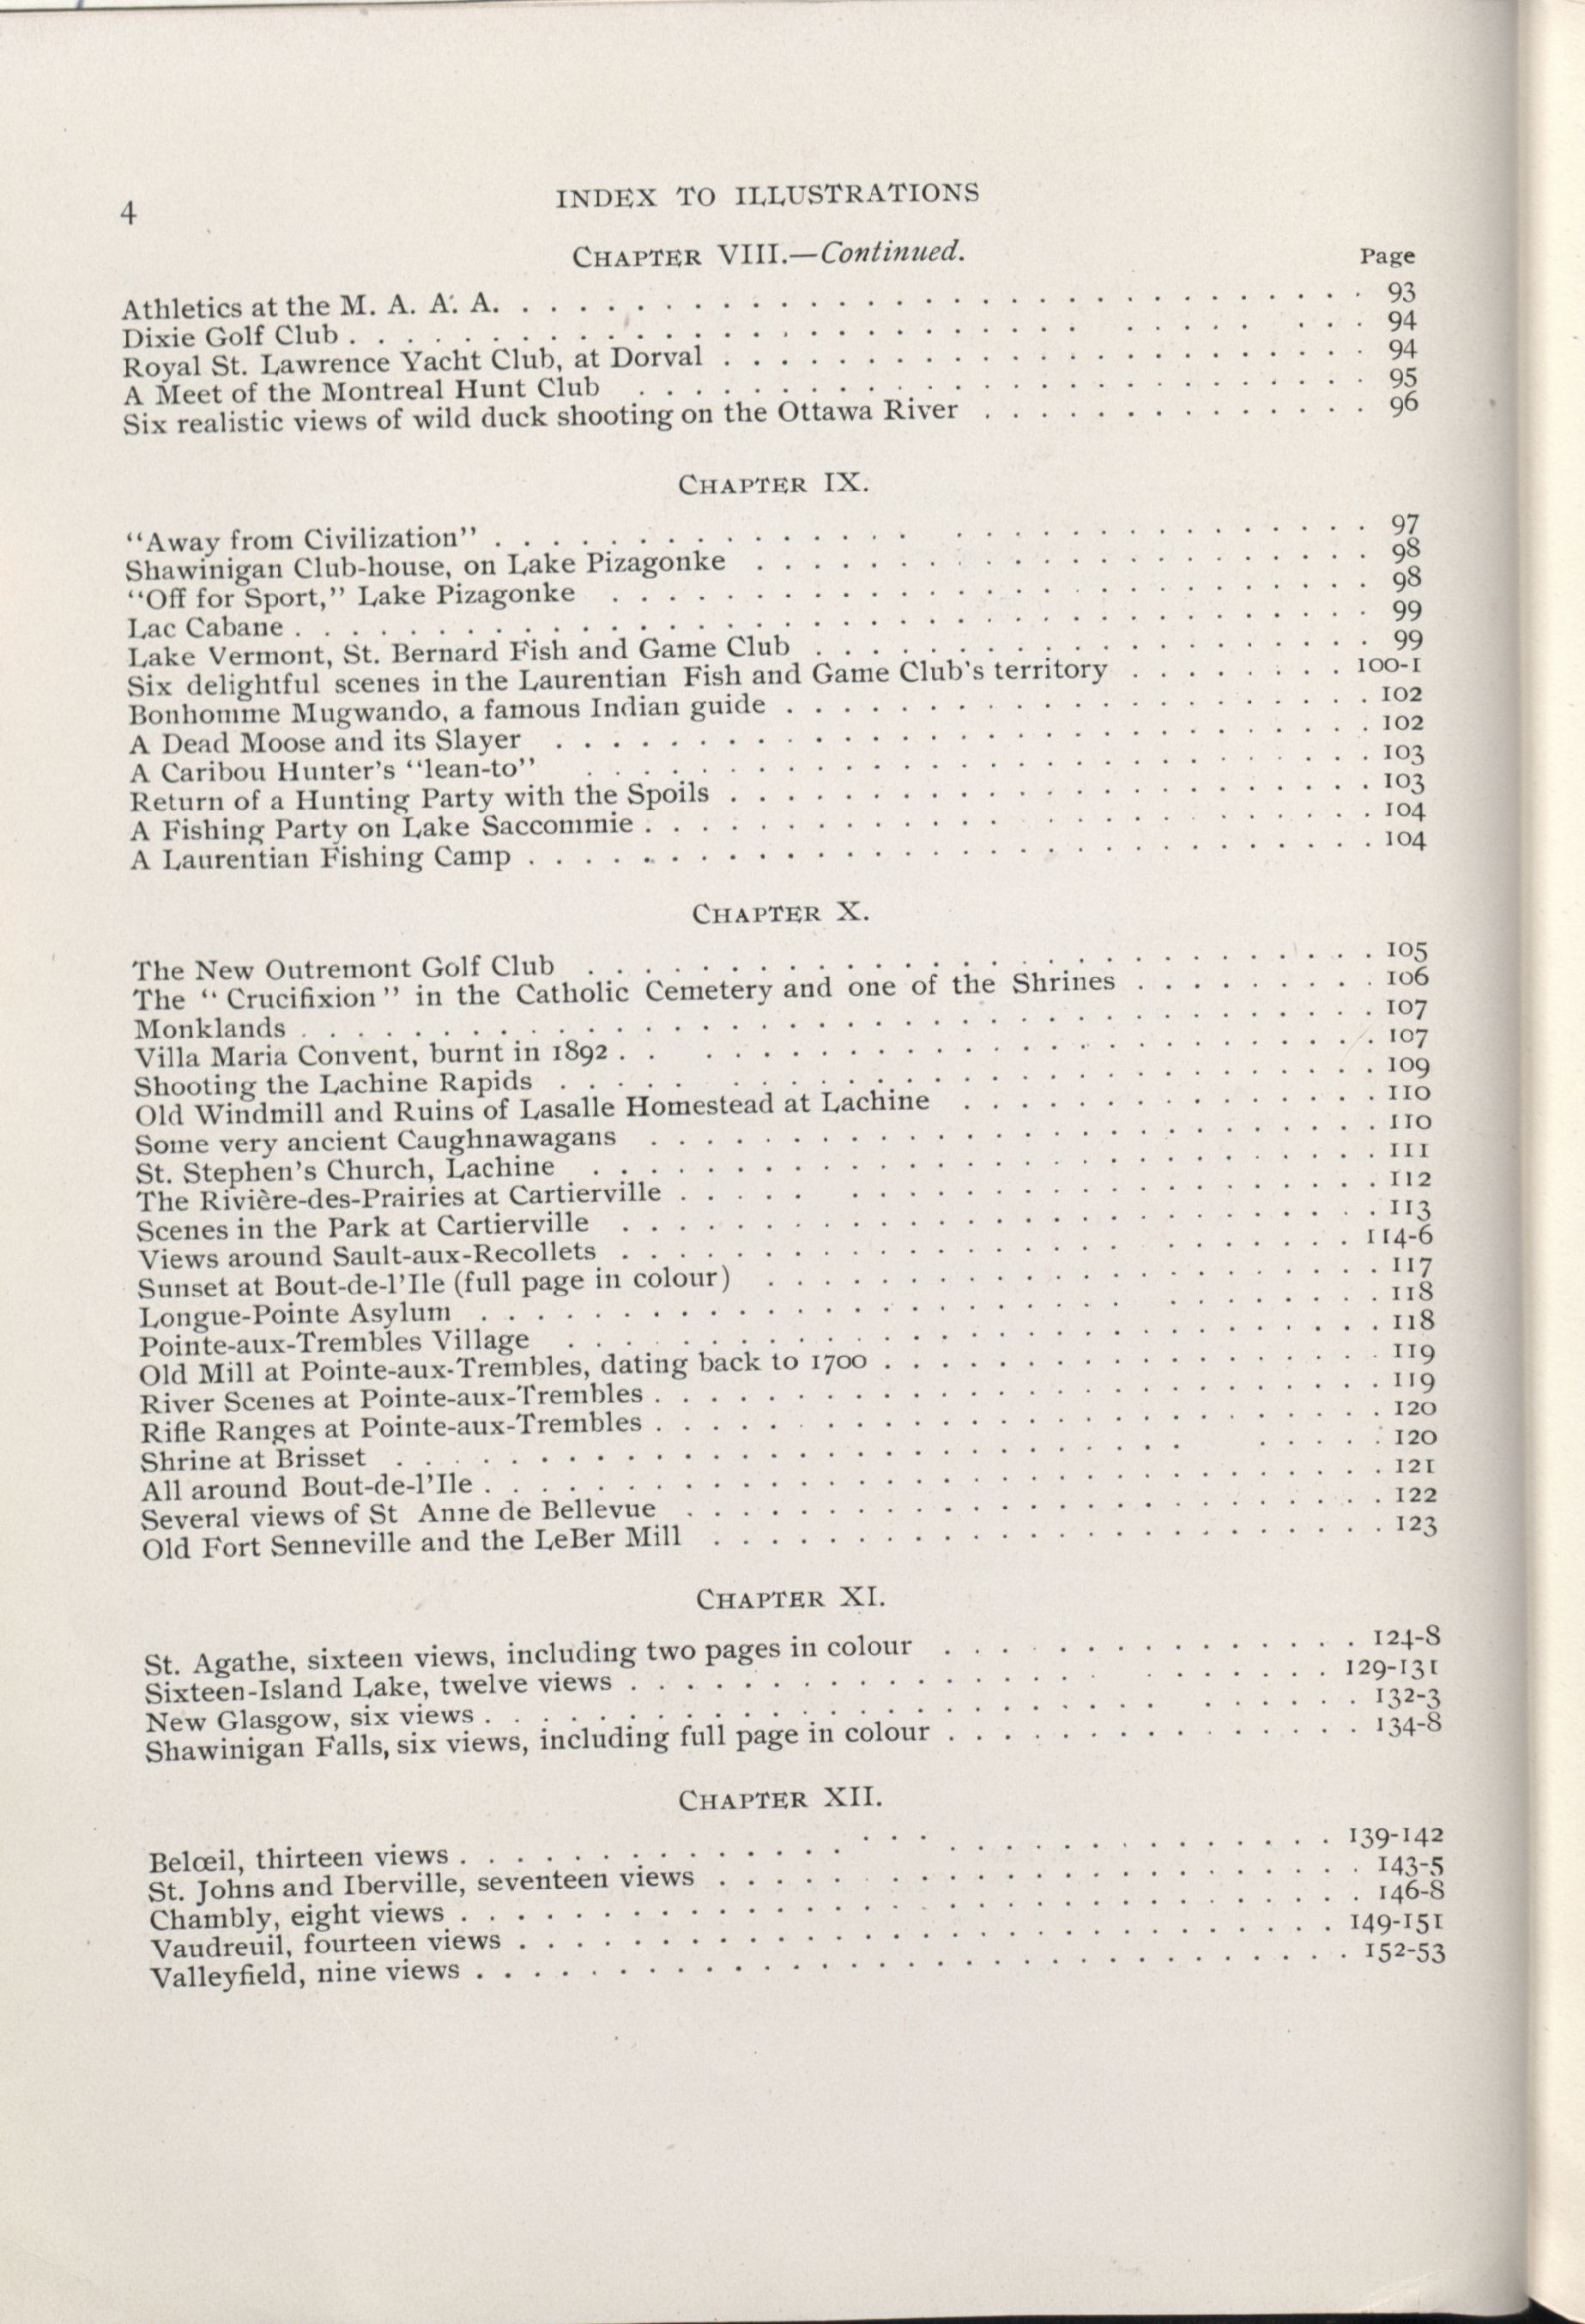 4
INDEX TO ILLUSTRATIONS
CHAPTER VIII.—Continued.
Page
Athletics at the M. A. A. A. . . . . . . . . . . . . . . . . . . . 93
Dixie Golf Club . . . . . . . . . . . . . . . . . . . . 94
Royal St. Lawrence Yacht Club, at Dorval . . . . . . . . . . . . . . . . . . . . 94
A Meet of the Montreal Hunt Club . . . . . . . . . . . . . . . . . . . . 95
Six realistic views of wild duck shooting on the Ottawa River . . . . . . . . . . . . . . 96
CHAPTER IX.
“Away from Civilization” . . . . . . . . . . . . . . . . . . . . 97
Shawinigan Club-house, on Lake Pizagonke . . . . . . . . . . . . . . . . . . . . 98
“Off for Sport,” Lake Pizagonke . . . . . . . . . . . . . . . . . . . . 98
Lac Cabane . . . . . . . . . . . . . . . . . . . . 99
Lake Vermont, St. Bernard Fish and Game Club . . . . . . . . . . . . . . . . . . . . 99
Six delightful scenes in the Laurentian Fish and Game Club's territory . . . . . . . . 100-1
Bonhomme Mugwando, a famous Indian guide . . . . . . . . . . . . . . . . . . . . 102
A Dead Moose and its Slayer . . . . . . . . . . . . . . . . . . . . 102
A Caribou Hunter's “lean-to” . . . . . . . . . . . . . . . . . . . . 103
Return of a Hunting Party with the Spoils . . . . . . . . . . . . . . . . . . . . 103
A Fishing Party on Lake Saccommie . . . . . . . . . . . . . . . . . . . . 104
A Laurentian Fishing Camp . . . . . . . . . . . . . . . . . . . . 104
CHAPTER X.
The New Outremont Golf Club . . . . . . . . . . . . . . . . . . . . 105
The “Crucifixion” in the Catholic Cemetery and one of the Shrines . . . . . . . . . 106
Monklands . . . . . . . . . . . . . . . . . . . . 107
Villa Maria Convent, burnt in 1892 . . . . . . . . . . . . . . . . . . . . 107
Shooting the Lachine Rapids . . . . . . . . . . . . . . . . . . . . 109
Old Windmill and Ruins of Lasalle Homestead at Lachine . . . . . . . . . . . . . . . 110
Some very ancient Caughnawagans . . . . . . . . . . . . . . . . . . . . 110
St. Stephen's Church, Lachine . . . . . . . . . . . . . . . . . . . . 111
The Rivière-des-Prairies at Cartierville . . . . . . . . . . . . . . . . . . . . 112
Scenes in the Park at Cartierville . . . . . . . . . . . . . . . . . . . . 113
Views around Sault-aux-Recollets . . . . . . . . . . . . . . . . . . . . 114-6
Sunset at Bout-de-l'Ile (full page in colour) . . . . . . . . . . . . . . . . . . . . 117
Longue-Pointe Asylum . . . . . . . . . . . . . . . . . . . . 118
Pointe-aux-Trembles Village . . . . . . . . . . . . . . . . . . . . 118
Old Mill at Pointe-aux-Trembles, dating back to 1700 . . . . . . . . . . . . . . . . . . 119
River Scenes at Pointe-aux-Trembles . . . . . . . . . . . . . . . . . . . . 119
Rifle Ranges at Pointe-aux-Trembles . . . . . . . . . . . . . . . . . . . . 120
Shrine at Brisset . . . . . . . . . . . . . . . . . . . . 120
All around Bout-de-l'Ile . . . . . . . . . . . . . . . . . . . . 121
Several views of St Anne de Bellevue . . . . . . . . . . . . . . . . . . . . 122
Old Fort Senneville and the LeBer Mill . . . . . . . . . . . . . . . . . . . . 123
CHAPTER XI.
St. Agathe, sixteen views, including two pages in colour . . . . . . . . . . . . . . . 124-8
Sixteen-Island Lake, twelve views . . . . . . . . . . . . . . . . . . . . 129-131
New Glasgow, six views . . . . . . . . . . . . . . . . . . . . 132-3
Shawinigan Falls, six views, including full page in colour . . . . . . . . . . . . . . . 134-8
CHAPTER XII.
Belœil, thirteen views . . . . . . . . . . . . . . . . . . . . 139-142
St. Johns and Iberville, seventeen views . . . . . . . . . . . . . . . . . . . . 143-5
Chambly, eight views . . . . . . . . . . . . . . . . . . . . 146-8
Vaudreuil, fourteen views . . . . . . . . . . . . . . . . . . . . 149-151
Valleyfield, nine views . . . . . . . . . . . . . . . . . . . . 152-53